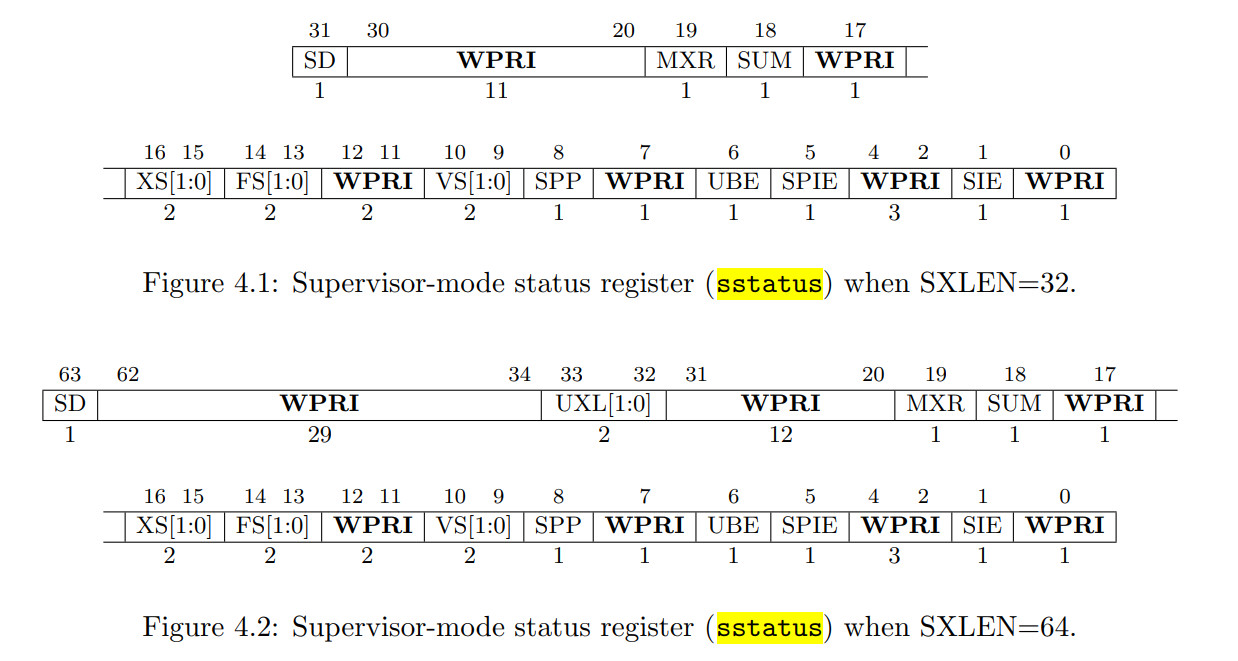 31 30 20 19 18 17
SD WPRI MXR SUM WPRI
1 11 1 1 1
16 15 14 13 12 11 10 9 8 7 6 5 4 2 1 0
XS[1:0] FS[1:0] WPRI VS[1:0] SPP WPRI UBE SPIE WPRI SIE WPRI
2 2 2 2 1 1 1 1 3 1 1
Figure 4.1: Supervisor-mode status register (sstatus) when SXLEN=32.
63 62 34 33 32 31 20 19 18 17
SD WPRI UXL[1:0] WPRI MXR SUM WPRI
1 29 2 12 1 1 1
16 15 14 13 12 11 10 9 8 7 6 5 4 2 1 0
XS[1:0] FS[1:0] WPRI VS[1:0] SPP WPRI UBE SPIE WPRI SIE WPRI
2 2 2 2 1 1 1 1 3 1 1
Figure 4.2: Supervisor-mode status register (sstatus) when SXLEN=64.